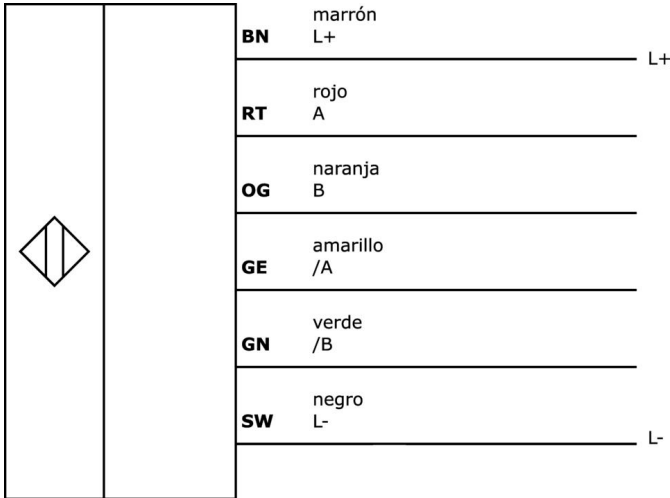 marrón
BN L+
L+
rojo
RT A
naranja
OG B
amarillo
GE /A
verde
GN /B
negro
SW L-
L-